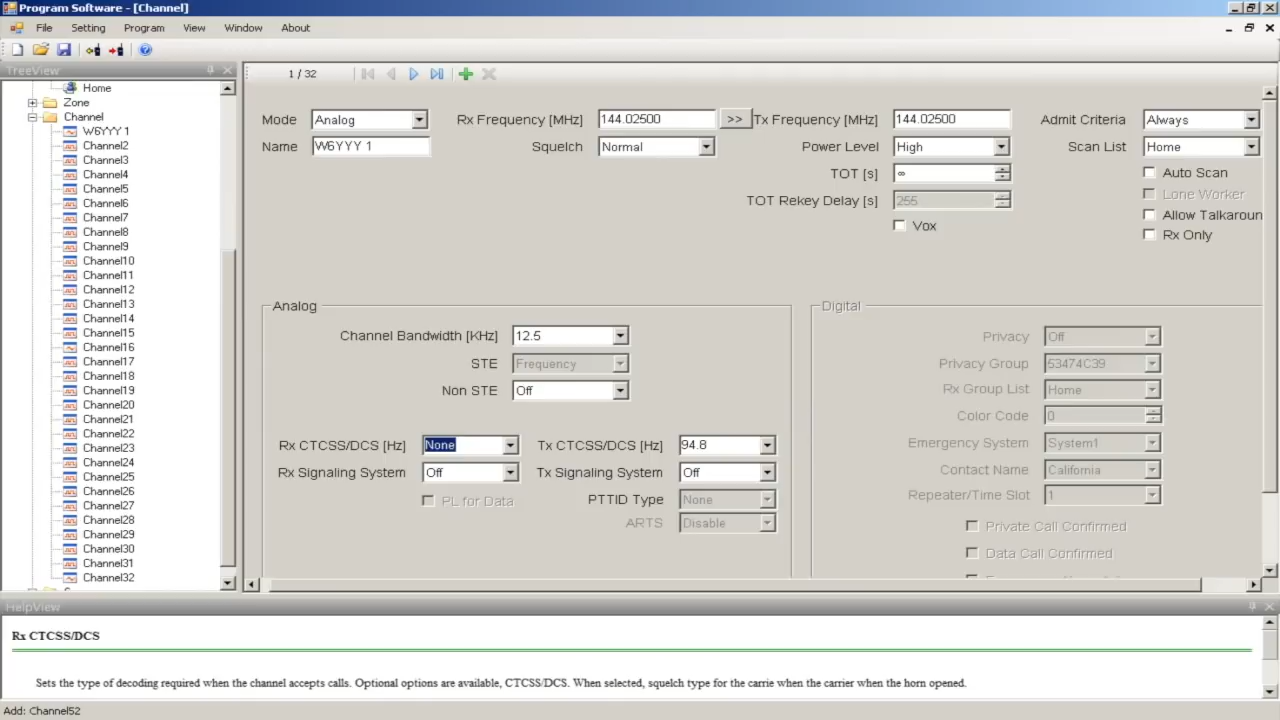 Program Software - [Channel]
File Setting Program View Window About
TreeView
Home
Zone
Channel
W6YYY 1
Channel2
Channel3
Channel4
Channel5
Channel6
Channel7
Channel8
Channel9
Channel10
Channel11
Channel12
Channel13
Channel14
Channel15
Channel16
Channel17
Channel18
Channel19
Channel20
Channel21
Channel22
Channel23
Channel24
Channel25
Channel26
Channel27
Channel28
Channel29
Channel30
Channel31
Channel32
1 / 32
Mode Analog Rx Frequency [MHz] 144.02500 >> Tx Frequency [MHz] 144.02500 Admit Criteria Always
Name W6YYY 1 Squelch Normal Power Level High Scan List Home
TOT [s] ∞ Auto Scan
TOT Rekey Delay [s] 255 Lone Worker
Allow Talkaroun
Vox Rx Only
Analog
Channel Bandwidth [KHz] 12.5
STE Frequency
Non STE Off
Rx CTCSS/DCS [Hz] None Tx CTCSS/DCS [Hz] 94.8
Rx Signaling System Off Tx Signaling System Off
PL for Data PTTID Type None
ARTS Disable
Digital
Privacy Off
Privacy Group 53474C39
Rx Group List Home
Color Code 0
Emergency System System1
Contact Name California
Repeater/Time Slot 1
Private Call Confirmed
Data Call Confirmed
HelpView
Rx CTCSS/DCS
Sets the type of decoding required when the channel accepts calls. Optional options are available, CTCSS/DCS. When selected, squelch type for the carrie when the carrier when the horn opened.
Add: Channel52